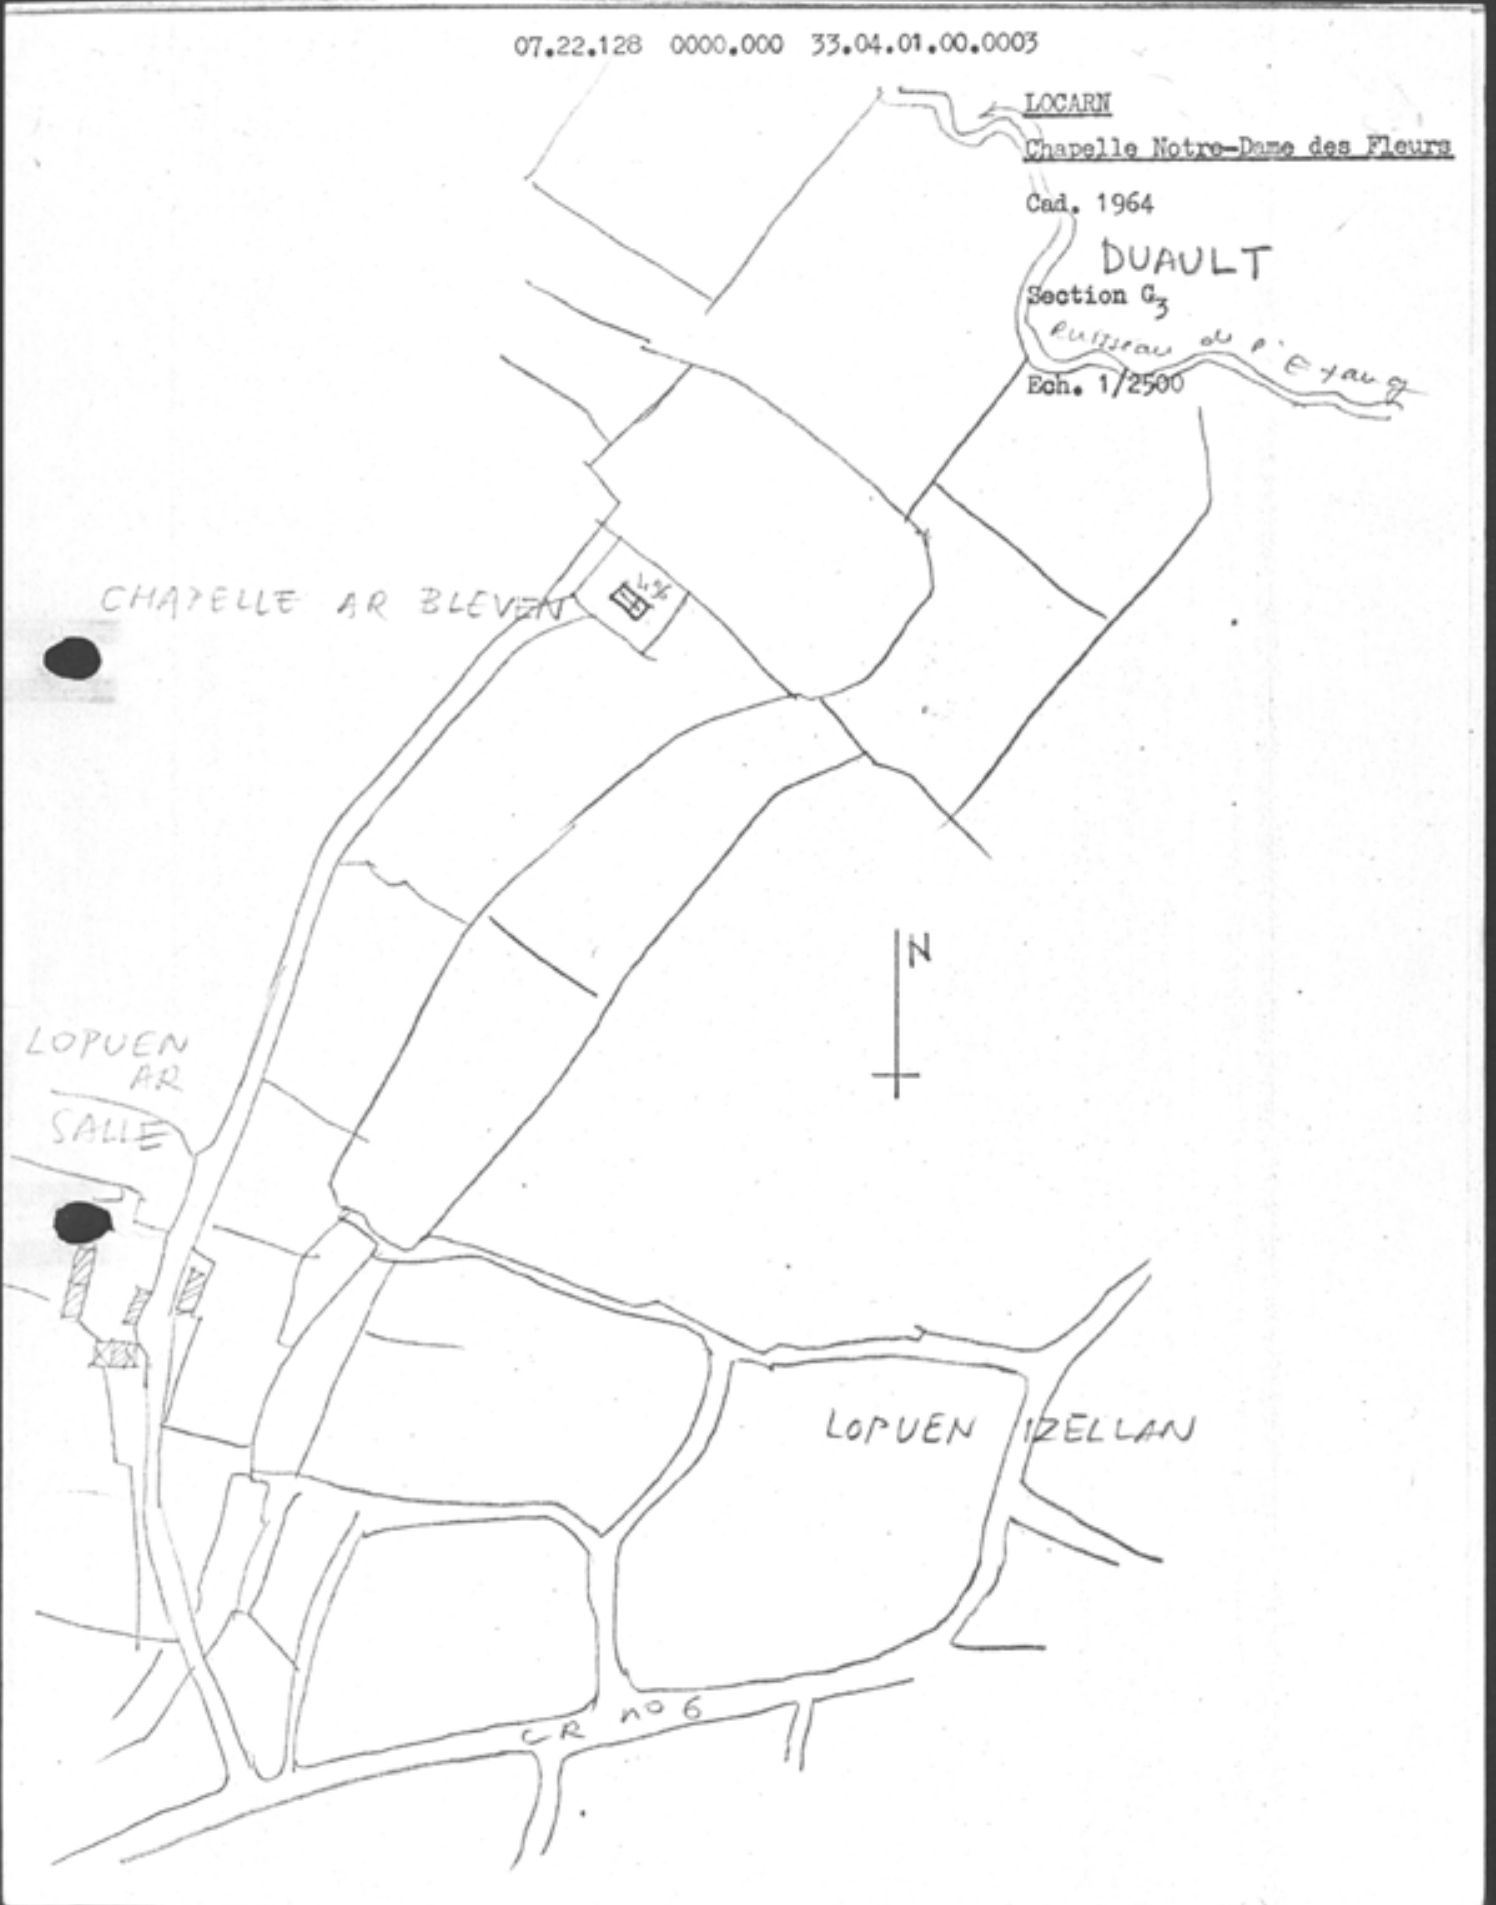 07.22.128 0000.000 33.04.01.00.0003
LOCARN
Chapelle Notre-Dame des Fleurs
Cad. 1964
DUAULT
Section G3
Ruisseau de l'Etang
Ech. 1/2500
CHAPELLE AR BLEVEN
N
LOPUEN
AR
SALLE
LOPUEN IZELLAN
CR no 6